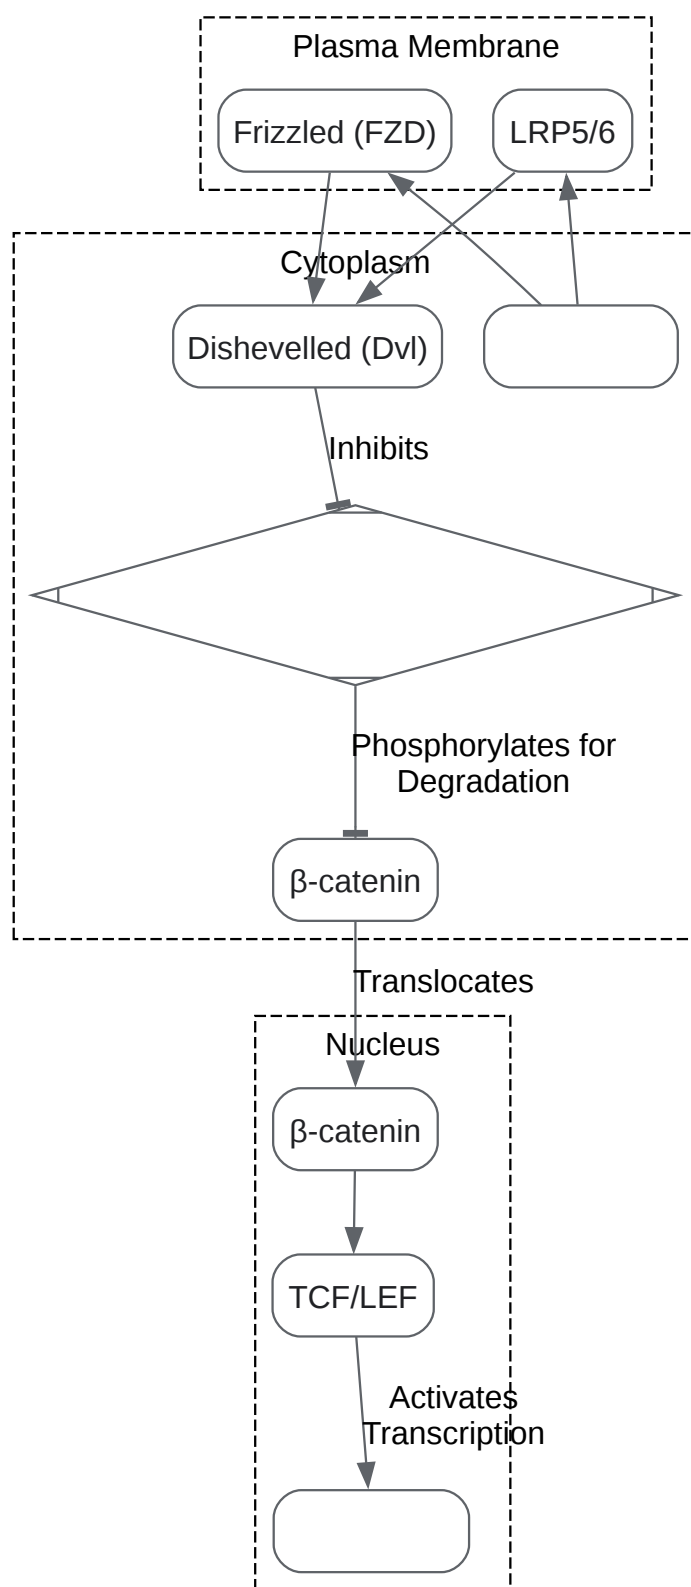 Plasma Membrane
Frizzled (FZD)
LRP5/6
Cytoplasm
Dishevelled (Dvl)
Inhibits
Phosphorylates for
Degradation
β-catenin
Translocates
Nucleus
β-catenin
TCF/LEF
Activates
Transcription